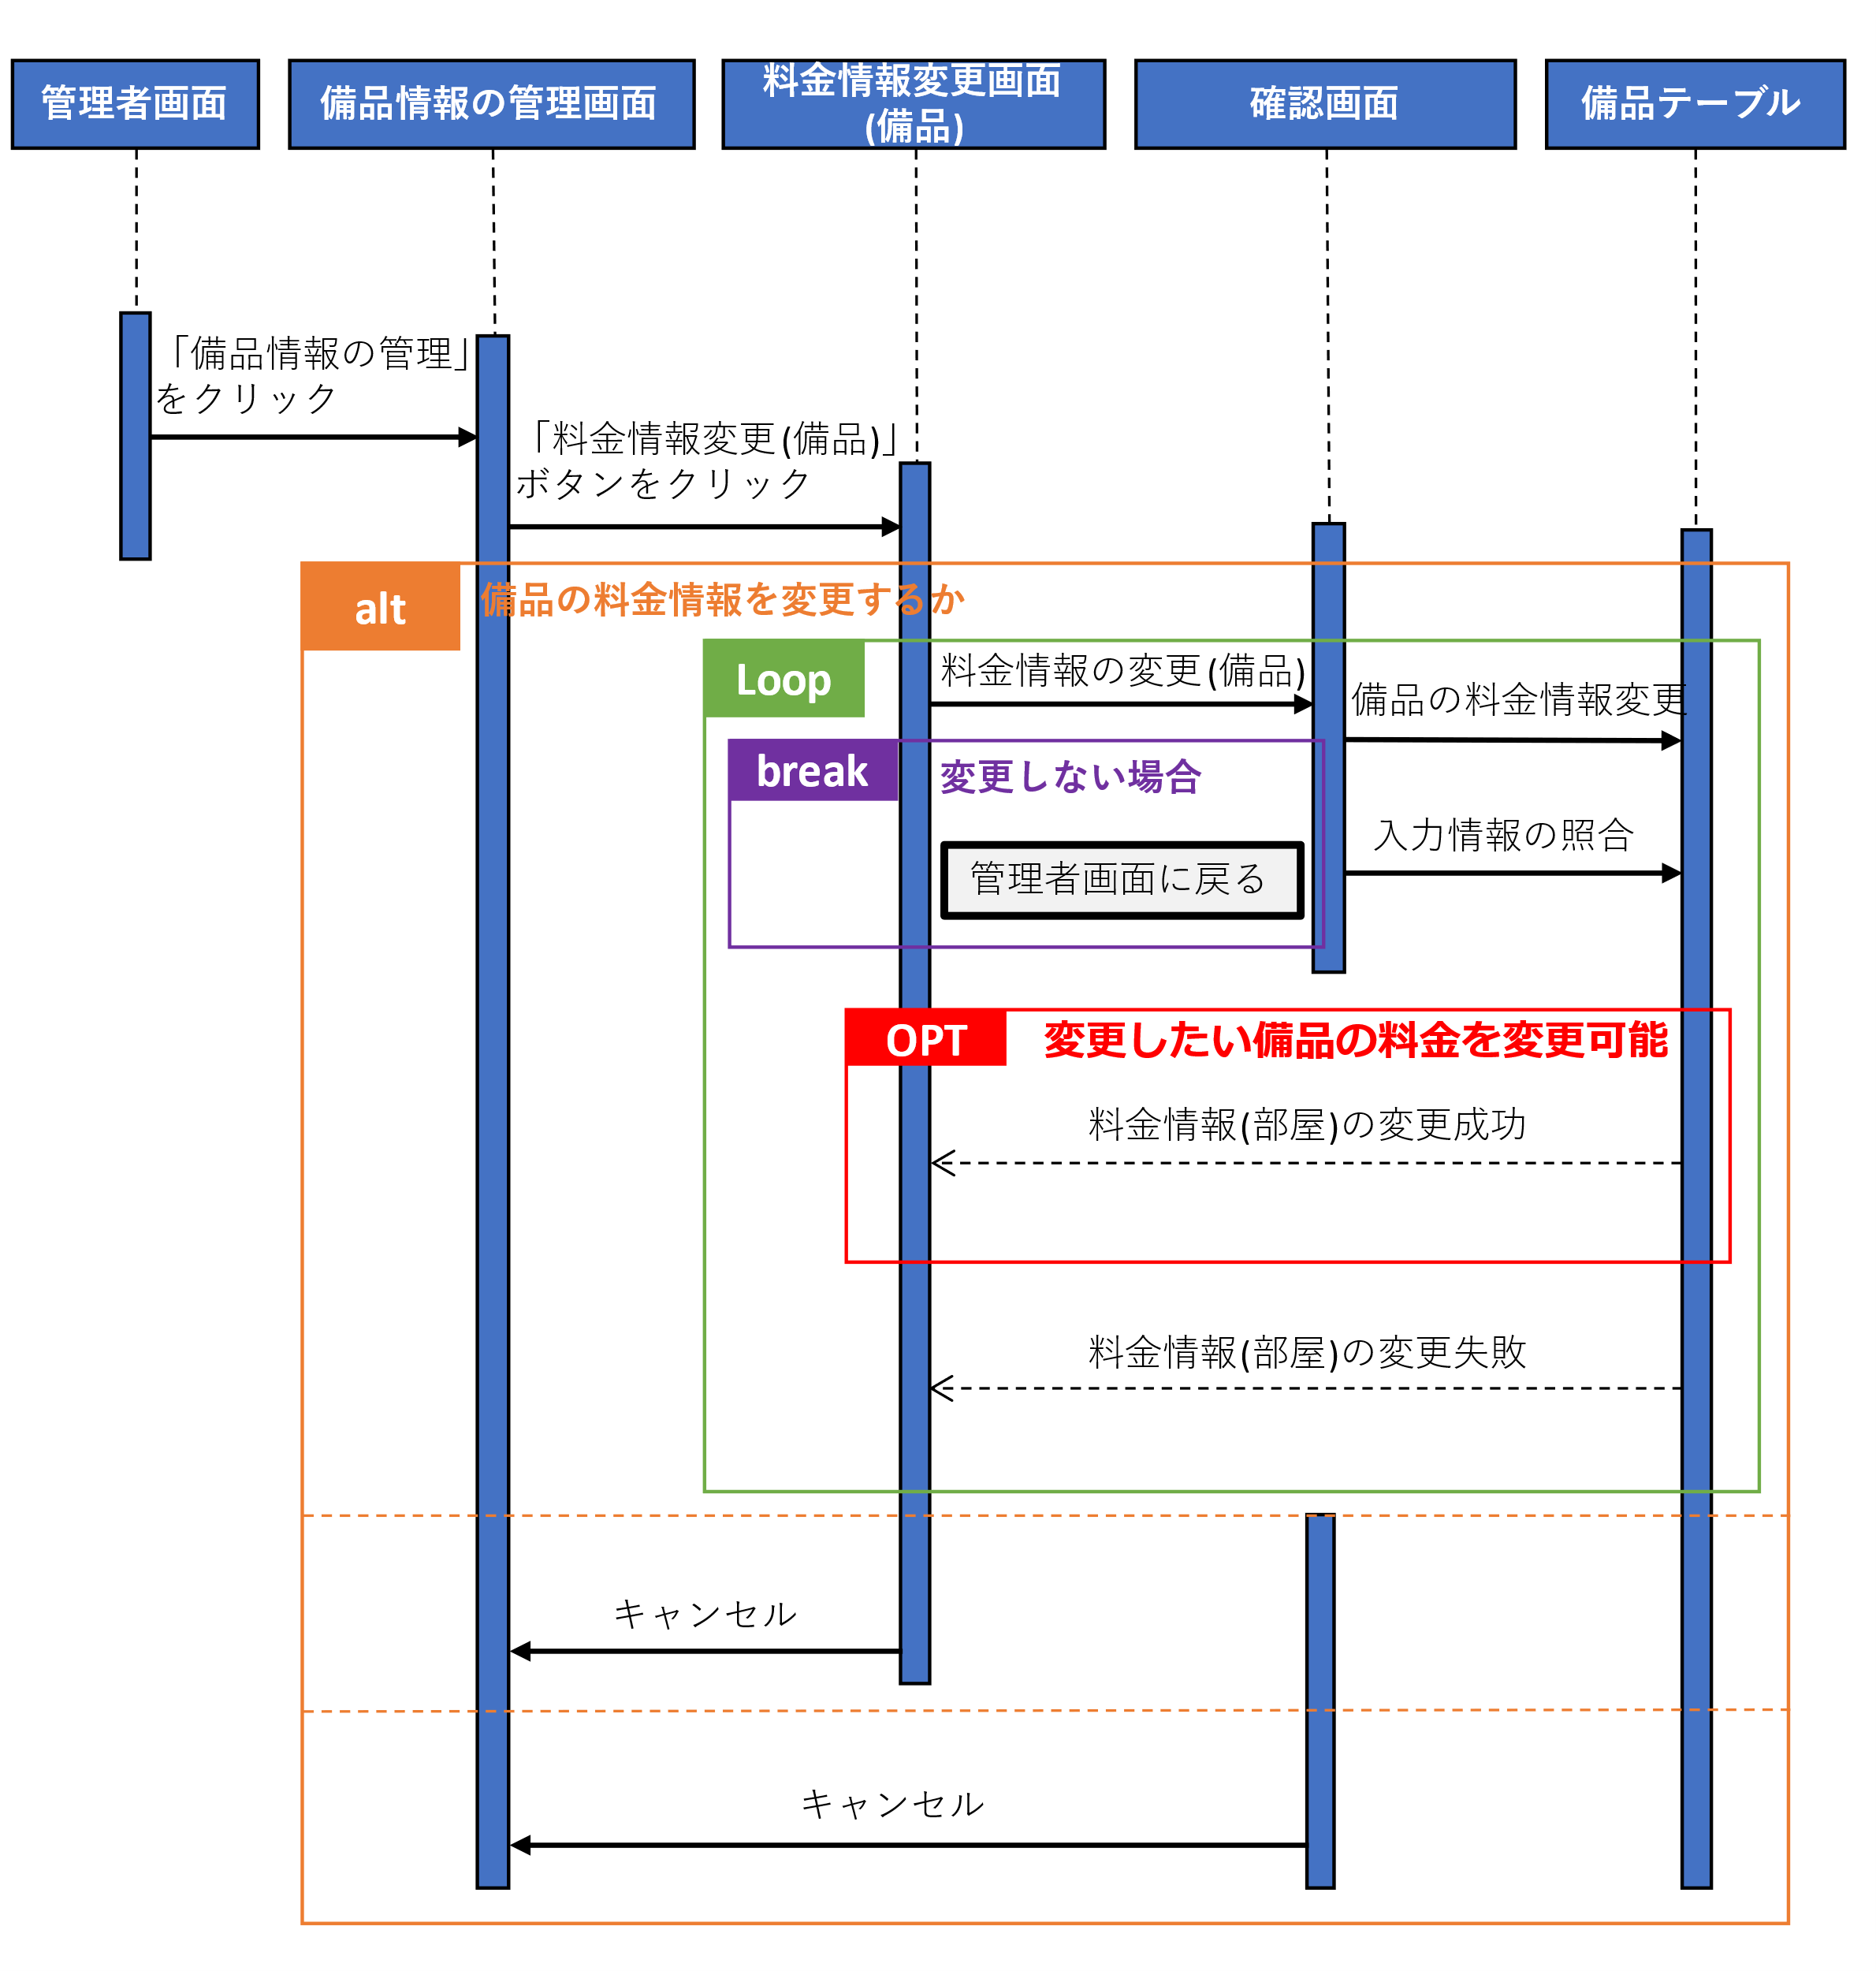 管理者画面
備品情報の管理画面
料金情報変更画面
(備品)
確認画面
備品テーブル
「備品情報の管理」
をクリック
「料金情報変更(備品)」
ボタンをクリック
alt
備品の料金情報を変更するか
Loop
料金情報の変更(備品)
備品の料金情報変更
break
変更しない場合
入力情報の照合
管理者画面に戻る
OPT
変更したい備品の料金を変更可能
料金情報(部屋)の変更成功
料金情報(部屋)の変更失敗
キャンセル
キャンセル